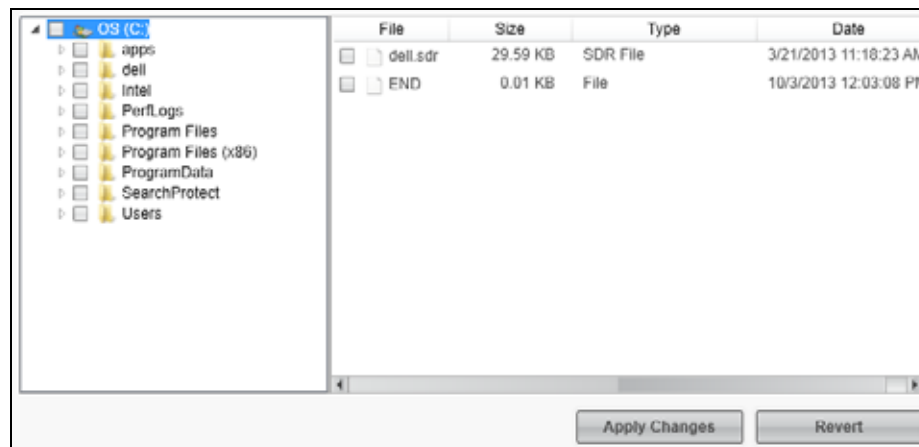 OS (C:)
apps
dell
Intel
PerfLogs
Program Files
Program Files (x86)
ProgramData
SearchProtect
Users
File Size Type Date
dell.sdr 29.59 KB SDR File 3/21/2013 11:18:23 AM
END 0.01 KB File 10/3/2013 12:03:08 PM
Apply Changes Revert